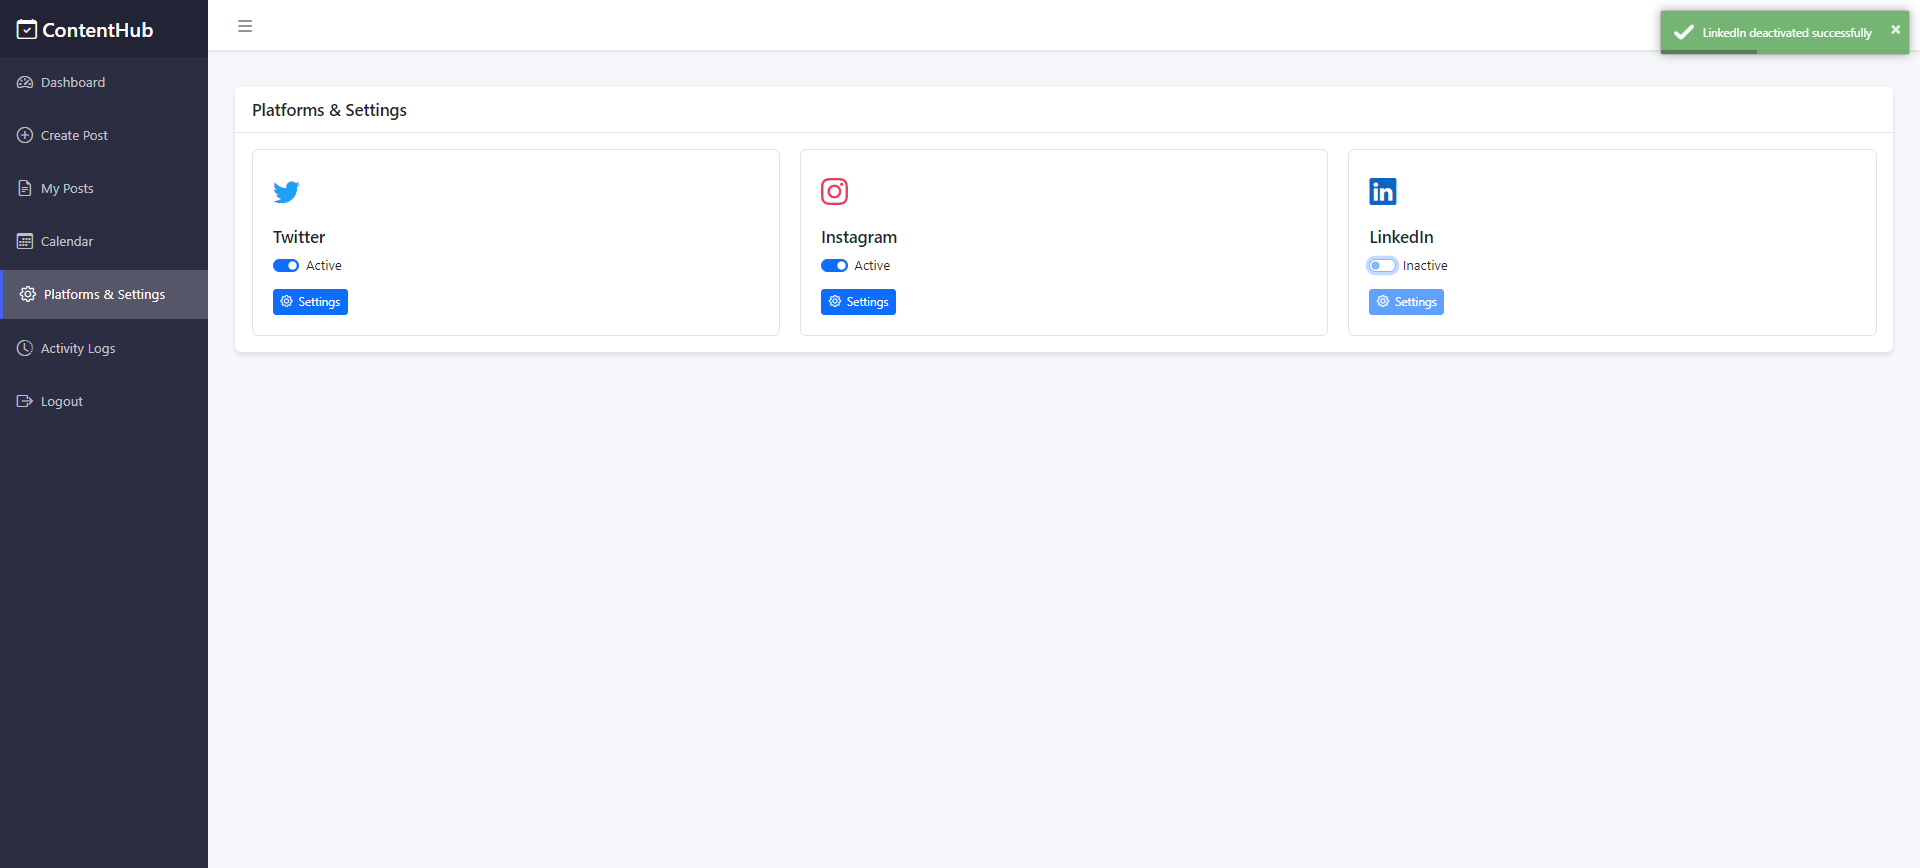 ContentHub
LinkedIn deactivated successfully
Dashboard
Create Post
My Posts
Calendar
Platforms & Settings
Activity Logs
Logout
Platforms & Settings
Twitter
Active
Settings
Instagram
Active
Settings
LinkedIn
Inactive
Settings